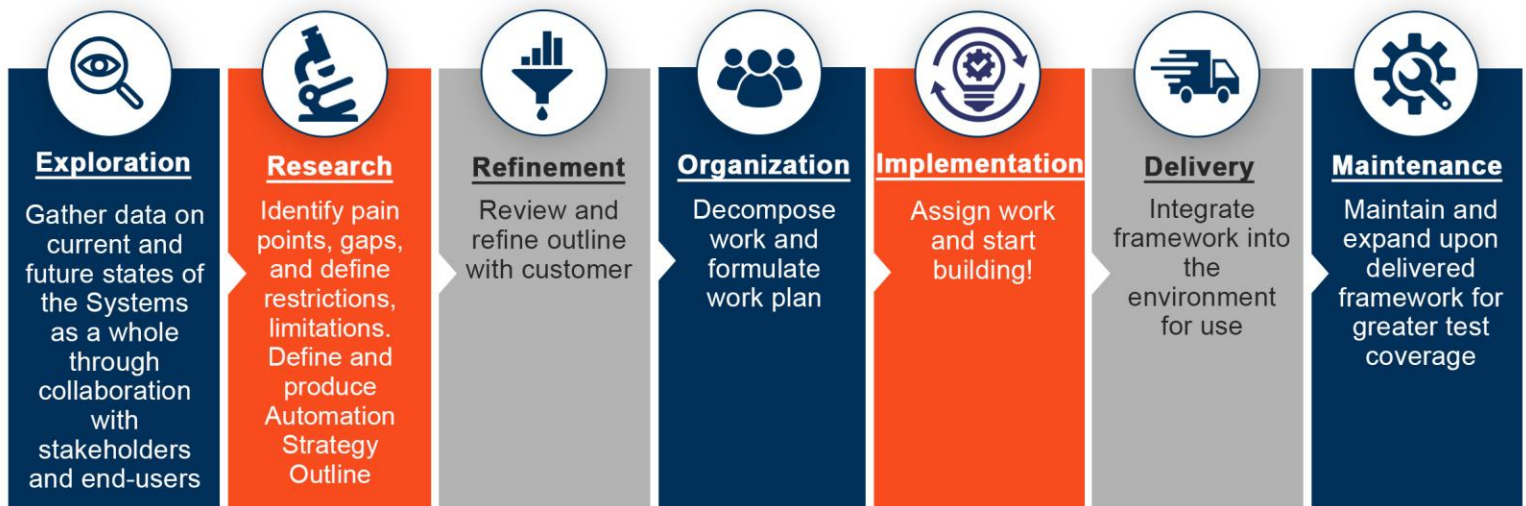 Exploration
Gather data on
current and
future states of
the Systems
as a whole
through
collaboration
with
stakeholders
and end-users
Research
Identify pain
points, gaps,
and define
restrictions,
limitations.
Define and
produce
Automation
Strategy
Outline
Refinement
Review and
refine outline
with customer
Organization
Decompose
work and
formulate
work plan
Implementation
Assign work
and start
building!
Delivery
Integrate
framework into
the
environment
for use
Maintenance
Maintain and
expand upon
delivered
framework for
greater test
coverage